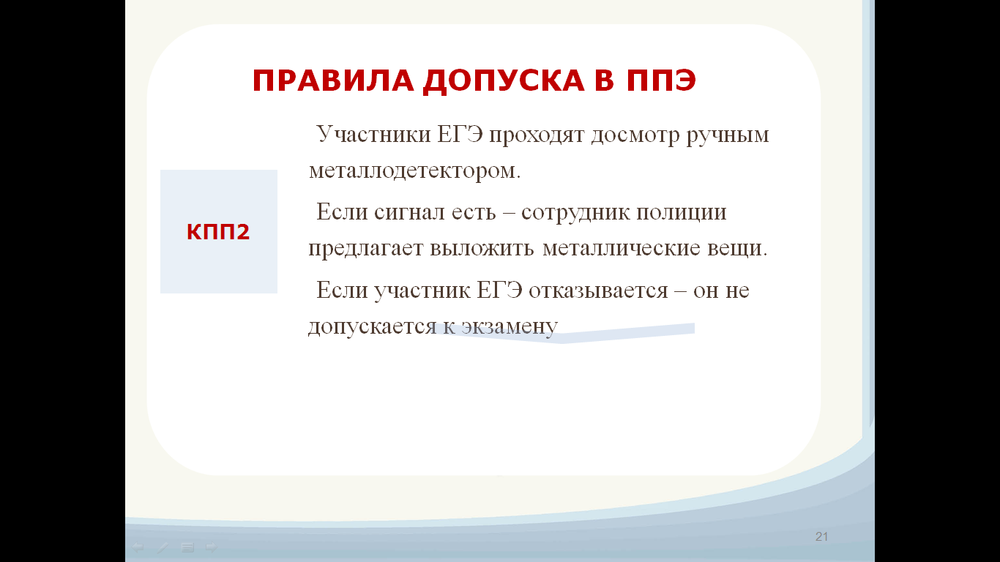 ПРАВИЛА ДОПУСКА В ППЭ
Участники ЕГЭ проходят досмотр ручным
металлодетектором.
КПП2
Если сигнал есть – сотрудник полиции
предлагает выложить металлические вещи.
Если участник ЕГЭ отказывается – он не
допускается к экзамену
21